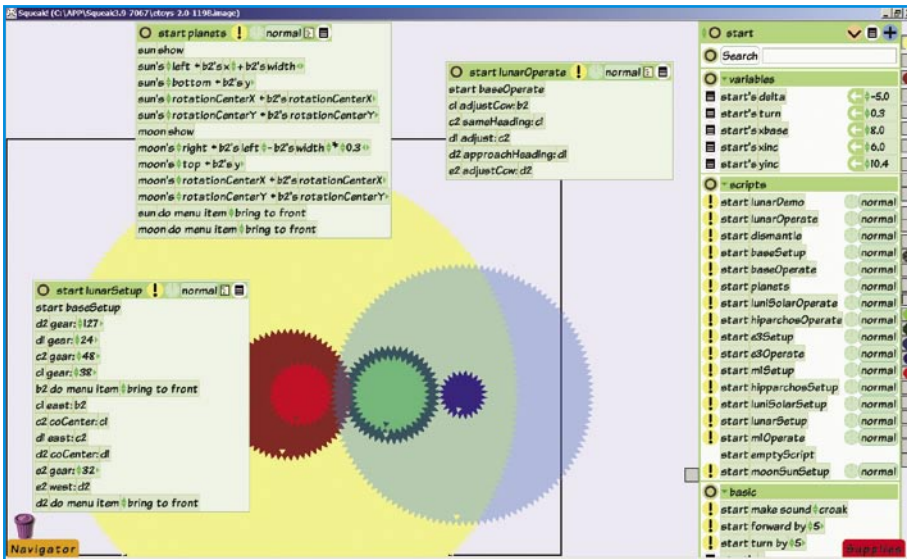 Squeak! (C:\APP\Squeak3.9-7067\etoys 2.0-1198.image)
start planets ! normal
sun show
sun's left ← b2's x + b2's width
sun's bottom ← b2's y
sun's rotationCenterX ← b2's rotationCenterX
sun's rotationCenterY ← b2's rotationCenterY
moon show
moon's right ← b2's left - b2's width * 0.3
moon's top ← b2's y
moon's rotationCenterX ← b2's rotationCenterX
moon's rotationCenterY ← b2's rotationCenterY
sun do menu item bring to front
moon do menu item bring to front
start lunarOperate ! normal
start baseOperate
c1 adjustCcw: b2
c2 sameHeading: c1
d1 adjust: c2
d2 approachHeading: d1
e2 adjustCcw: d2
start lunarSetup ! normal
start baseSetup
d2 gear: 127
d1 gear: 24
c2 gear: 48
c1 gear: 38
b2 do menu item bring to front
c1 east: b2
c2 coCenter: c1
d1 east: c2
d2 coCenter: d1
e2 gear: 32
e2 west: d2
d2 do menu item bring to front
start
Search
variables
start's delta -5.0
start's turn 0.3
start's xbase 8.0
start's xinc 6.0
start's yinc 10.4
scripts
! start lunarDemo normal
! start lunarOperate normal
! start dismantle normal
! start baseSetup normal
! start baseOperate normal
! start planets normal
! start luniSolarOperate normal
! start hiparchosOperate normal
! start e3Setup normal
! start e3Operate normal
! start m1Setup normal
! start hipparchosSetup normal
! start luniSolarSetup normal
! start lunarSetup normal
! start m1Operate normal
start emptyScript
! start moonSunSetup normal
basic
! start make sound croak
! start forward by 5
! start turn by 5
Navigator
Supplies